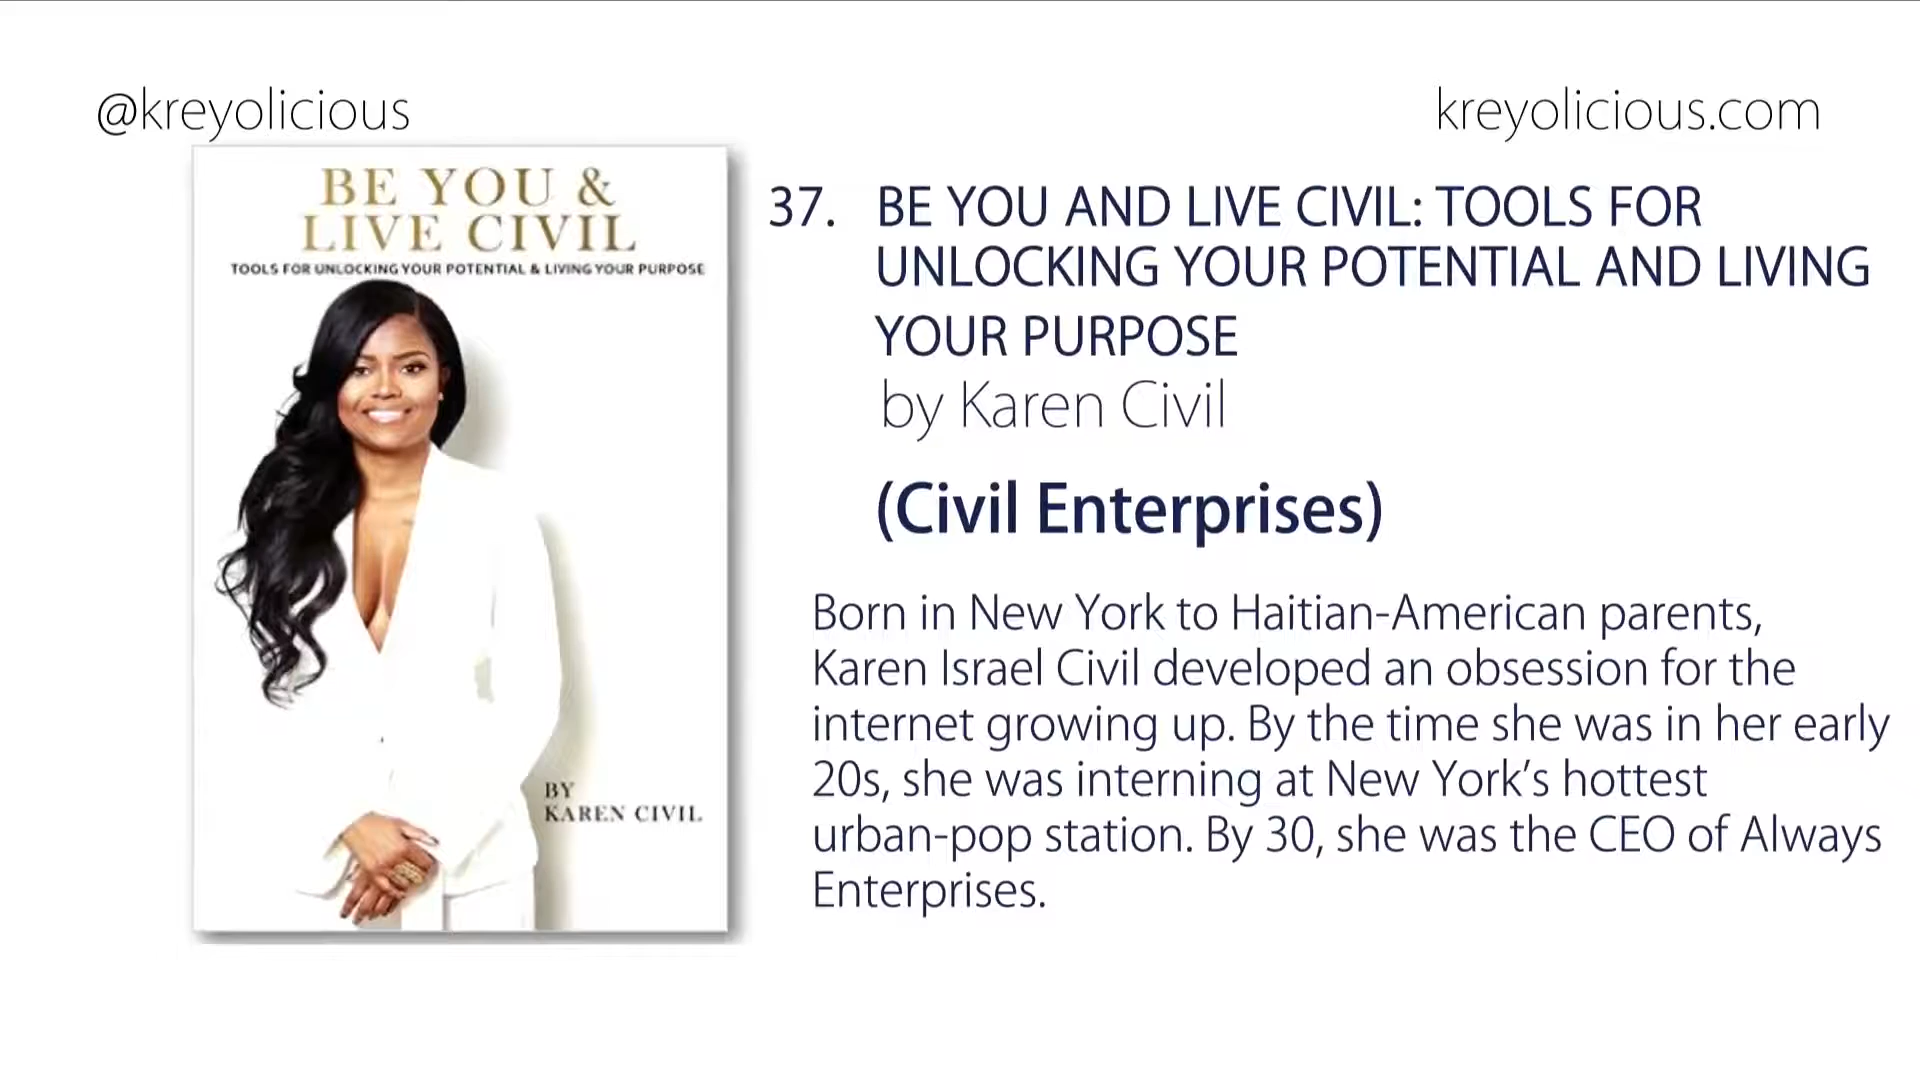 @kreyolicious
kreyolicious.com
BE YOU &
LIVE CIVIL
TOOLS FOR UNLOCKING YOUR POTENTIAL & LIVING YOUR PURPOSE
BY
KAREN CIVIL
37. BE YOU AND LIVE CIVIL: TOOLS FOR
UNLOCKING YOUR POTENTIAL AND LIVING
YOUR PURPOSE
by Karen Civil
(Civil Enterprises)
Born in New York to Haitian-American parents,
Karen Israel Civil developed an obsession for the
internet growing up. By the time she was in her early
20s, she was interning at New York’s hottest
urban-pop station. By 30, she was the CEO of Always
Enterprises.